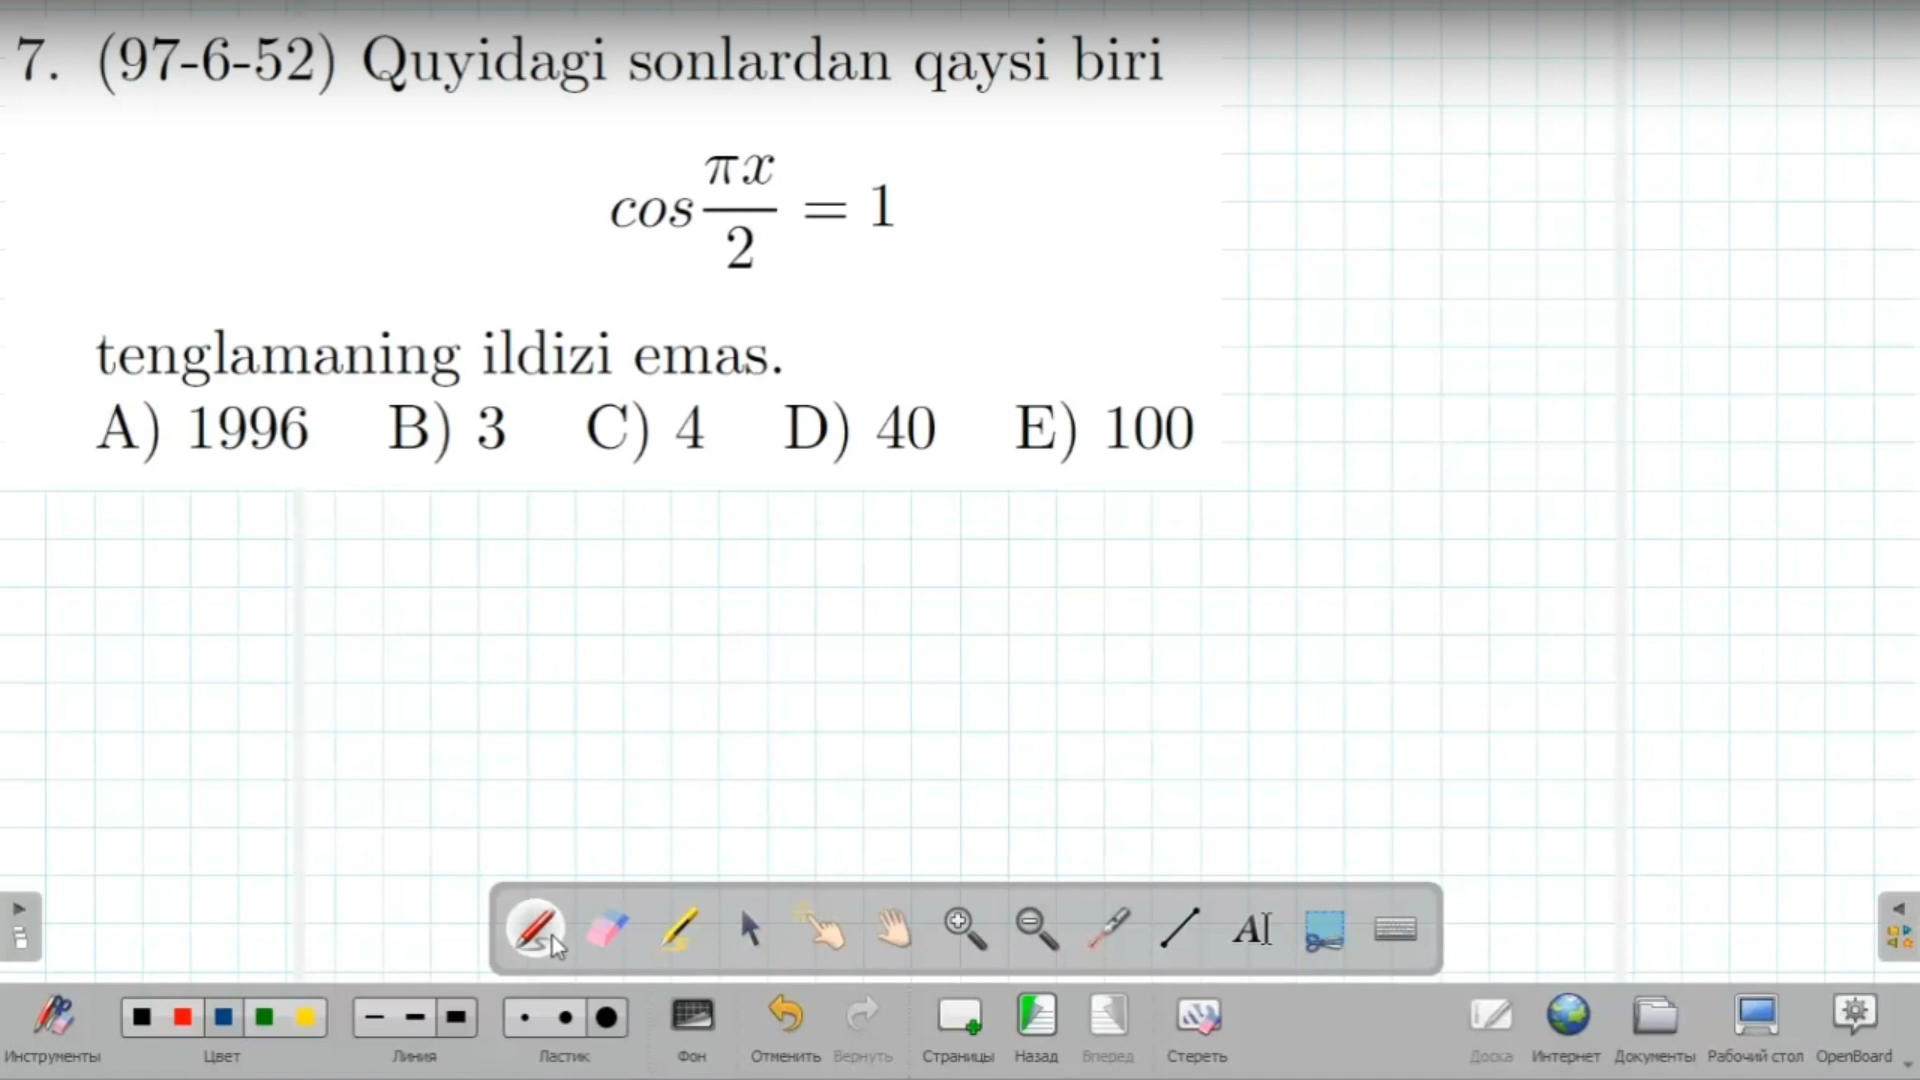 7. (97-6-52) Quyidagi sonlardan qaysi biri
cos πx/2 = 1
tenglamaning ildizi emas.
A) 1996 B) 3 C) 4 D) 40 E) 100
Инструменты Цвет Линия Ластик Фон Отменить Вернуть Страницы Назад Вперед Стереть Доска Интернет Документы Рабочий стол OpenBoard